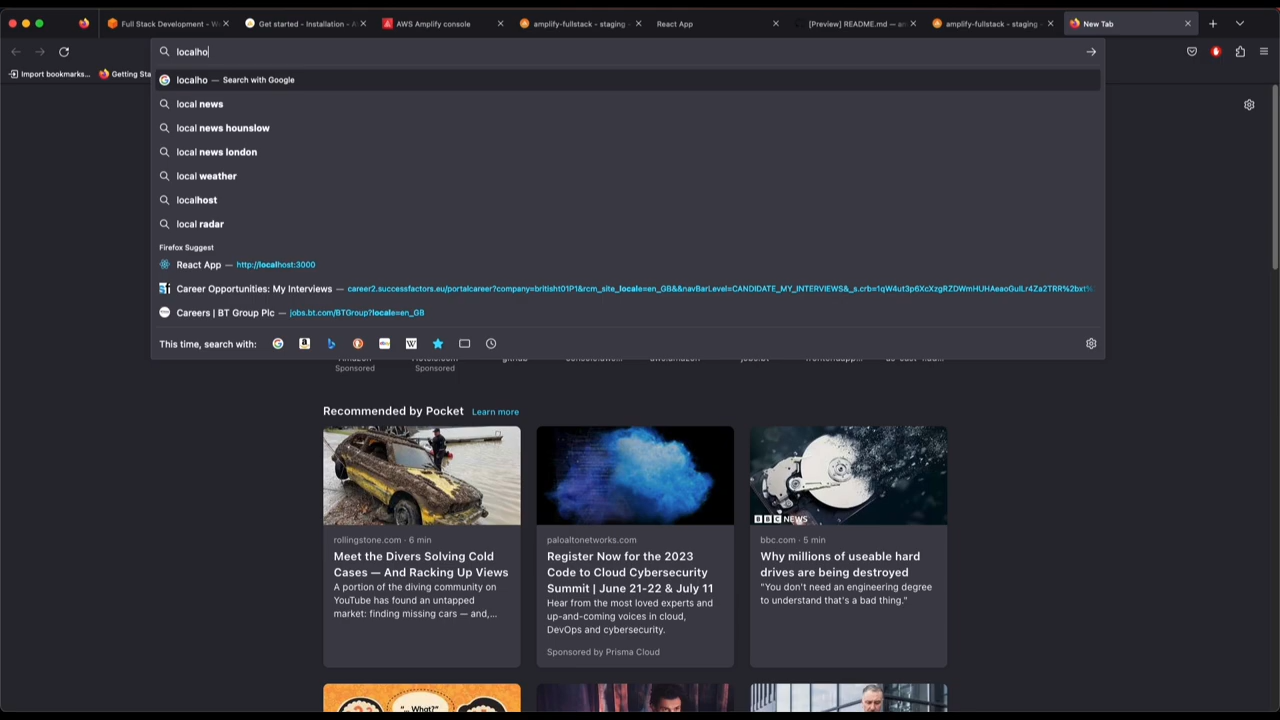 Full Stack Development - W
Get started - Installation - A
AWS Amplify console
amplify-fullstack - staging
React App
[Preview] README.md — am
amplify-fullstack - staging
New Tab
localho
Import bookmarks...
Getting Sta
localho — Search with Google
local news
local news hounslow
local news london
local weather
localhost
local radar
Firefox Suggest
React App — http://localhost:3000
Career Opportunities: My Interviews — career2.successfactors.eu/portalcareer?company=britisht01P1&rcm_site_locale=en_GB&&navBarLevel=CANDIDATE_MY_INTERVIEWS&_s.crb=
Careers | BT Group Plc — jobs.bt.com/BTGroup?locale=en_GB
This time, search with:
Sponsored
Sponsored
Recommended by Pocket Learn more
BBC NEWS
rollingstone.com · 6 min
Meet the Divers Solving Cold
Cases — And Racking Up Views
A portion of the diving community on
YouTube has found an untapped
market: finding missing cars — and,...
paloaltonetworks.com
Register Now for the 2023
Code to Cloud Cybersecurity
Summit | June 21-22 & July 11
Hear from the most loved experts and
up-and-coming voices in cloud,
DevOps and cybersecurity.
Sponsored by Prisma Cloud
bbc.com · 5 min
Why millions of useable hard
drives are being destroyed
"You don't need an engineering degree
to understand that's a bad thing."
"... What?"